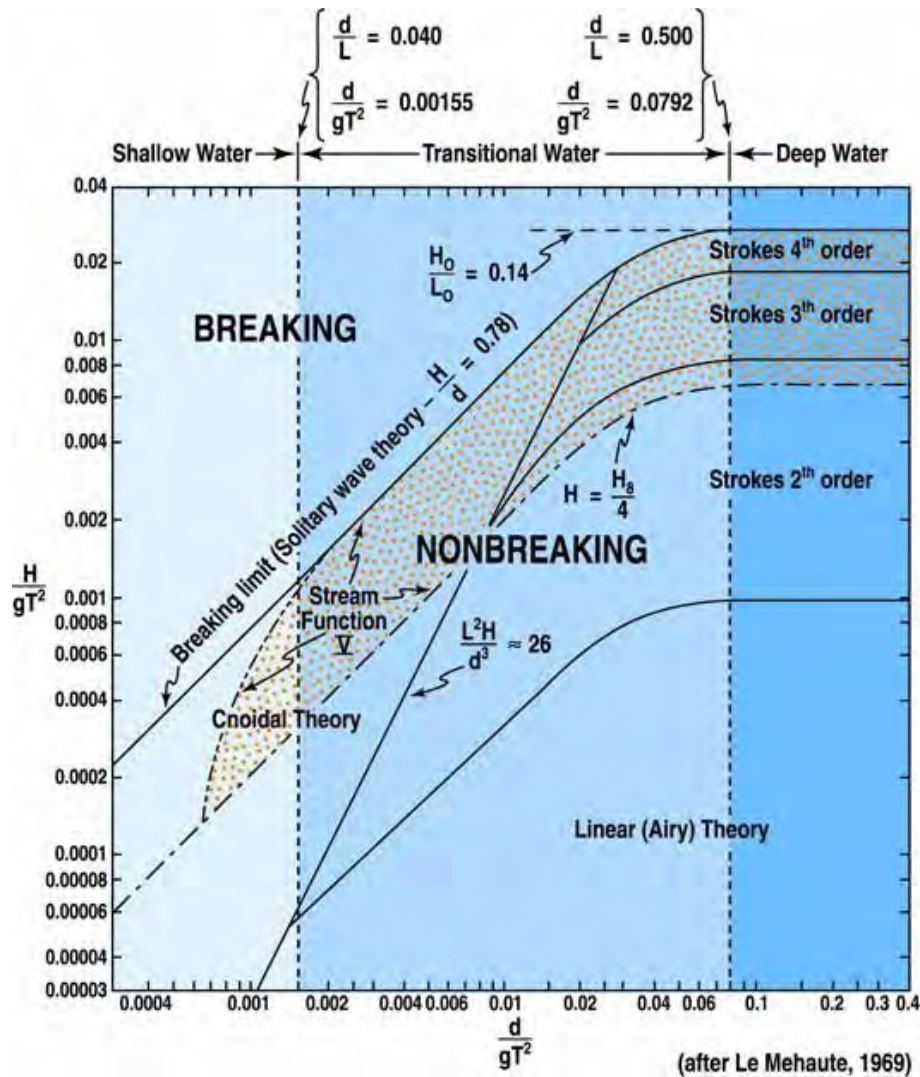 d/L = 0.040
d/L = 0.500
d/gT² = 0.00155
d/gT² = 0.0792
Shallow Water
Transitional Water
Deep Water
0.04
0.02
0.01
0.008
0.006
0.004
0.002
0.001
0.0008
0.0006
0.0004
0.0002
0.0001
0.00008
0.00006
0.00004
0.00003
H/gT²
Strokes 4th order
H₀/L₀ = 0.14
Strokes 3th order
BREAKING
Breaking limit (Solitary wave theory - H/d = 0.78)
H = H₈/4
Strokes 2th order
NONBREAKING
Stream
Function
V
L²H/d³ ≈ 26
Cnoidal Theory
Linear (Airy) Theory
0.0004
0.001
0.002
0.004
0.006
0.01
0.02
0.04
0.06
0.1
0.2
0.3
0.4
d/gT²
(after Le Mehaute, 1969)